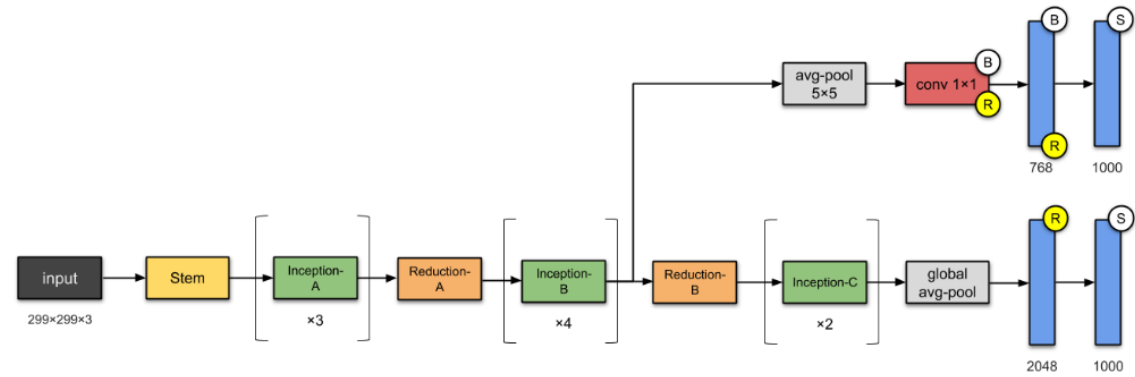 avg-pool
5×5
conv 1×1
B
R
B
R
768
S
1000
input
299×299×3
Stem
Inception-
A
×3
Reduction-
A
Inception-
B
×4
Reduction-
B
Inception-C
×2
global
avg-pool
R
2048
S
1000